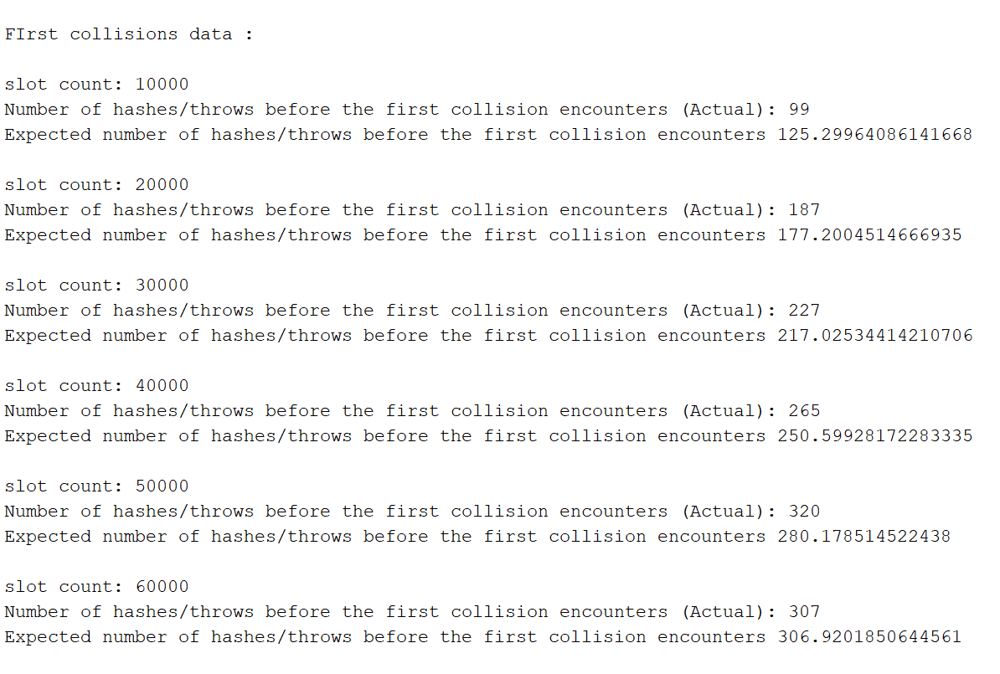 FIrst collisions data :
slot count: 10000
Number of hashes/throws before the first collision encounters (Actual): 99
Expected number of hashes/throws before the first collision encounters 125.29964086141668
slot count: 20000
Number of hashes/throws before the first collision encounters (Actual): 187
Expected number of hashes/throws before the first collision encounters 177.2004514666935
slot count: 30000
Number of hashes/throws before the first collision encounters (Actual): 227
Expected number of hashes/throws before the first collision encounters 217.02534414210706
slot count: 40000
Number of hashes/throws before the first collision encounters (Actual): 265
Expected number of hashes/throws before the first collision encounters 250.59928172283335
slot count: 50000
Number of hashes/throws before the first collision encounters (Actual): 320
Expected number of hashes/throws before the first collision encounters 280.178514522438
slot count: 60000
Number of hashes/throws before the first collision encounters (Actual): 307
Expected number of hashes/throws before the first collision encounters 306.9201850644561